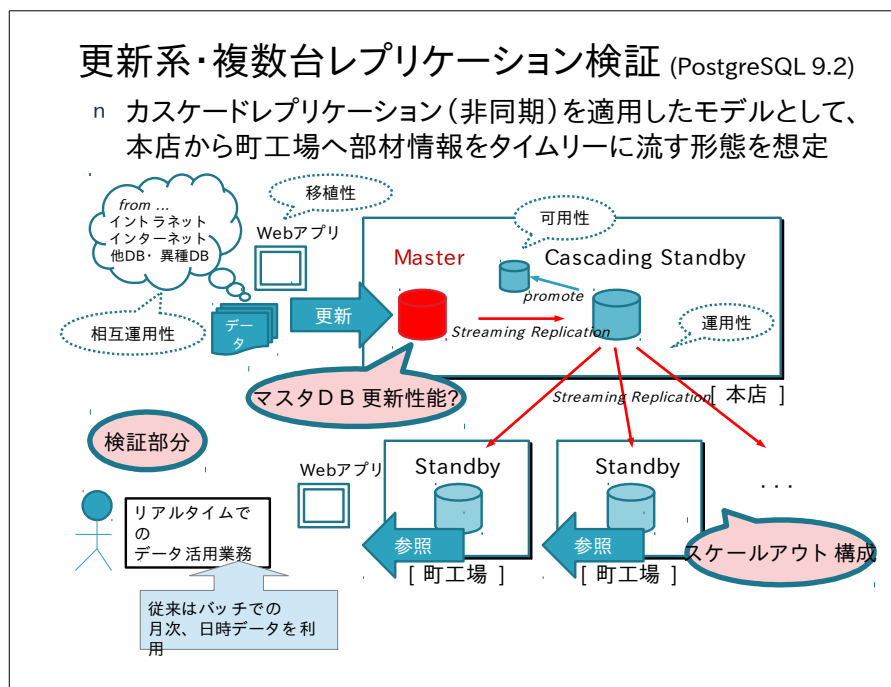 更新系・複数台レプリケーション検証 (PostgreSQL 9.2)
n カスケードレプリケーション（非同期）を適用したモデルとして、
本店から町工場へ部材情報をタイムリーに流す形態を想定
from ...
イントラネット
インターネット
他DB・異種DB
移植性
Webアプリ
可用性
Master
Cascading Standby
promote
相互運用性
デー
タ
更新
Streaming Replication
運用性
マスタＤＢ更新性能?
Streaming Replication
[ 本店 ]
検証部分
Webアプリ
Standby
Standby
. . .
リアルタイムで
の
データ活用業務
参照
参照
スケールアウト構成
[ 町工場 ]
[ 町工場 ]
従来はバッチでの
月次、日時データを利
用